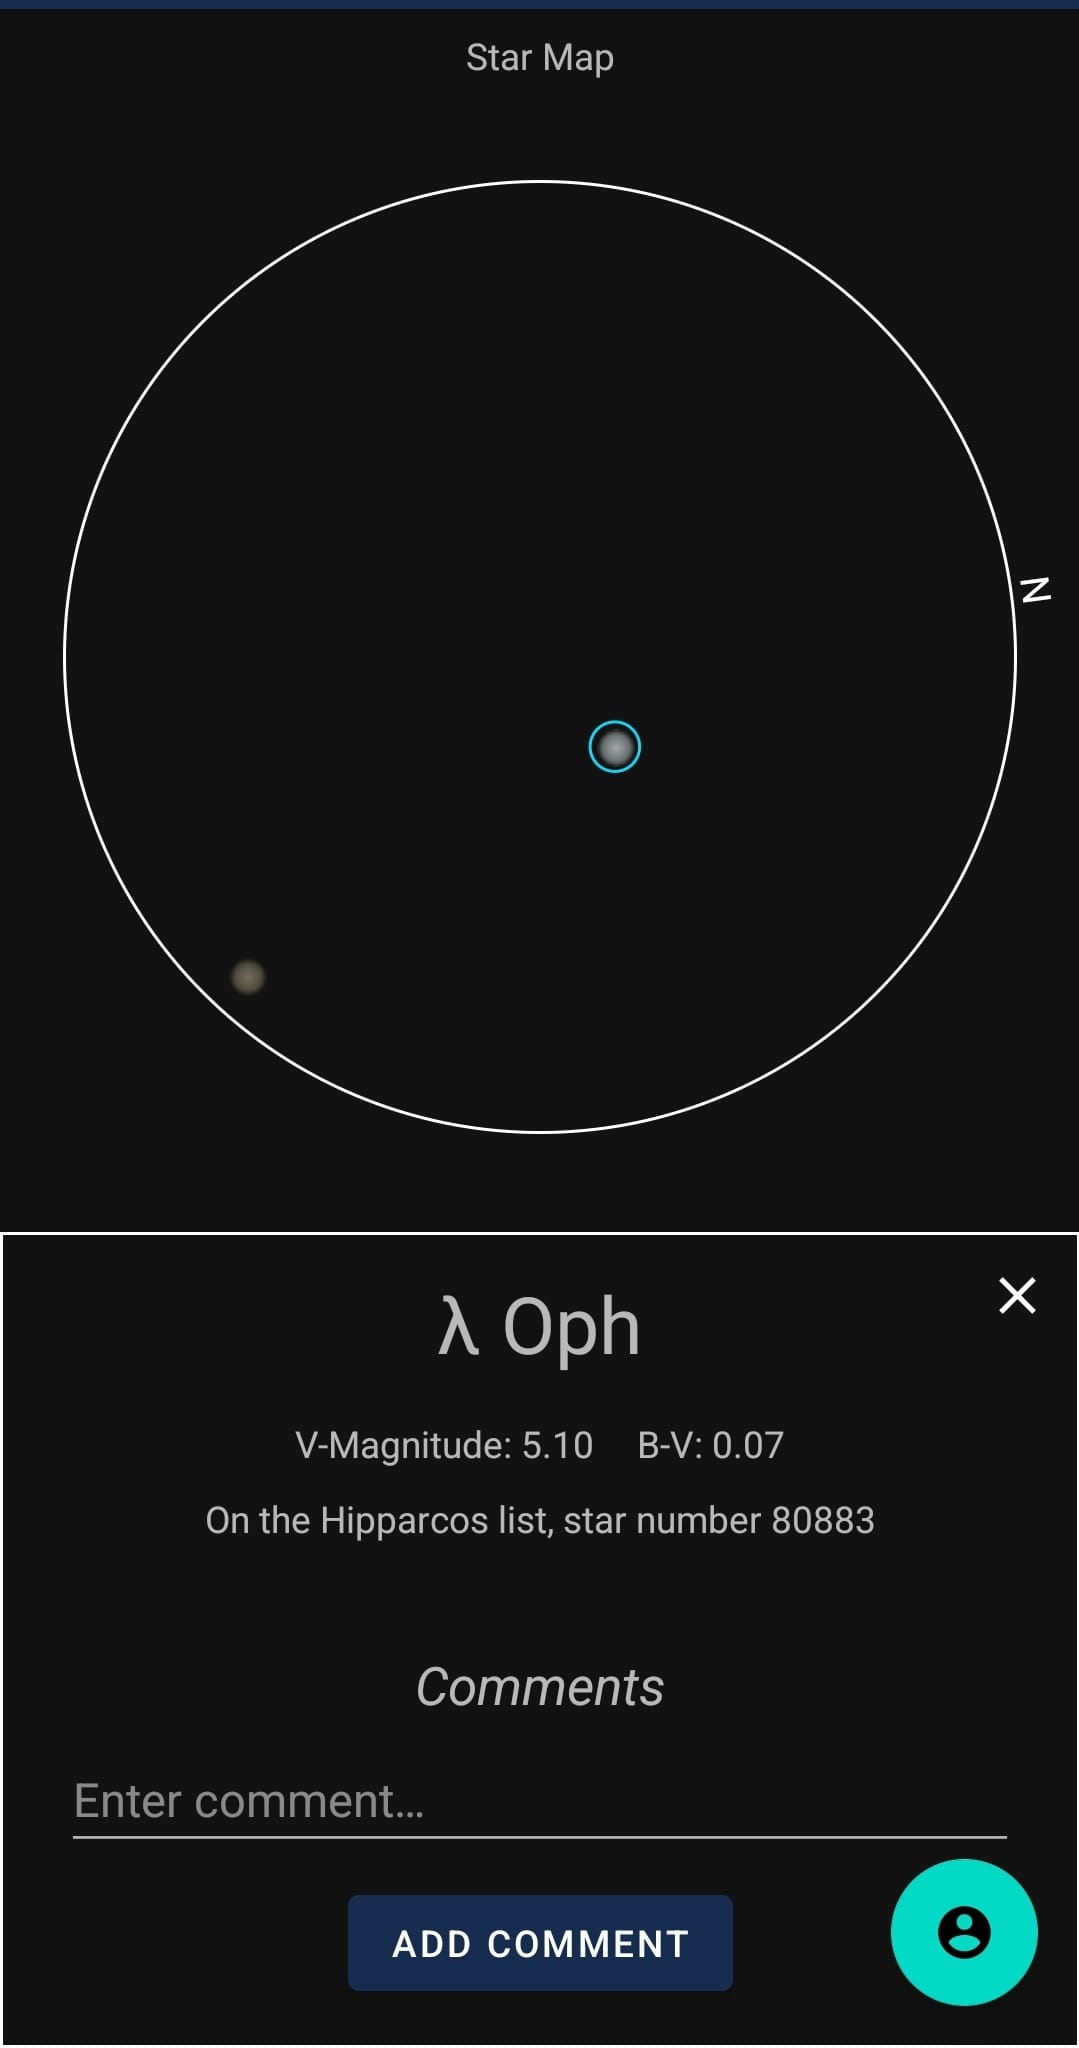 Star Map
N
λ Oph
V-Magnitude: 5.10 B-V: 0.07
On the Hipparcos list, star number 80883
Comments
Enter comment...
ADD COMMENT